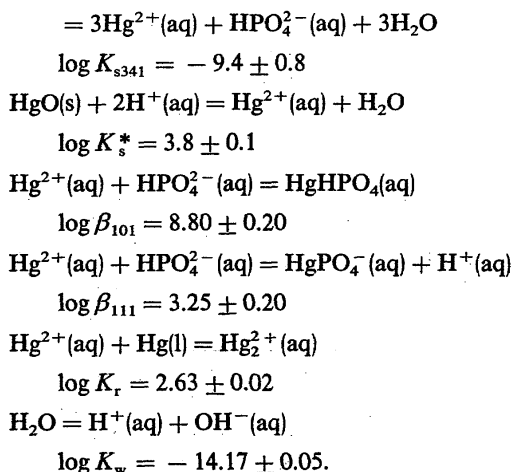 = 3Hg²⁺(aq) + HPO₄²⁻(aq) + 3H₂O
log Kₛ₃₄₁ = − 9.4 ± 0.8
HgO(s) + 2H⁺(aq) = Hg²⁺(aq) + H₂O
log Kₛ* = 3.8 ± 0.1
Hg²⁺(aq) + HPO₄²⁻(aq) = HgHPO₄(aq)
log β₁₀₁ = 8.80 ± 0.20
Hg²⁺(aq) + HPO₄²⁻(aq) = HgPO₄⁻(aq) + H⁺(aq)
log β₁₁₁ = 3.25 ± 0.20
Hg²⁺(aq) + Hg(l) = Hg₂²⁺(aq)
log Kᵣ = 2.63 ± 0.02
H₂O = H⁺(aq) + OH⁻(aq)
log K_w = − 14.17 + 0.05.